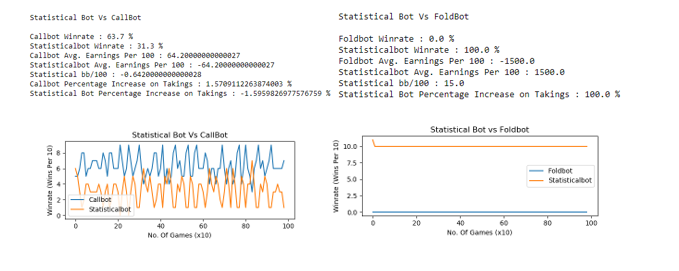 Statistical Bot Vs CallBot
Callbot Winrate : 63.7 %
Statisticalbot Winrate : 31.3 %
Callbot Avg. Earnings Per 100 : 64.20000000000027
Statisticalbot Avg. Earnings Per 100 : -64.20000000000027
Statistical bb/100 : -0.6420000000000028
Callbot Percentage Increase on Takings : 1.5709112263874003 %
Statistical Bot Percentage Increase on Takings : -1.5959826977576759 %
Statistical Bot Vs FoldBot
Foldbot Winrate : 0.0 %
Statisticalbot Winrate : 100.0 %
Foldbot Avg. Earnings Per 100 : -1500.0
Statisticalbot Avg. Earnings Per 100 : 1500.0
Statistical bb/100 : 15.0
Statistical Bot Percentage Increase on Takings : 100.0 %
Statistical Bot Vs CallBot
Winrate (Wins Per 10)
8
6
4
2
0
Callbot
Statisticalbot
0 20 40 60 80 100
No. Of Games (x10)
Statistical Bot vs Foldbot
Winrate (Wins Per 10)
10.0
7.5
5.0
2.5
0.0
Foldbot
Statisticalbot
0 20 40 60 80 100
No. Of Games (x10)